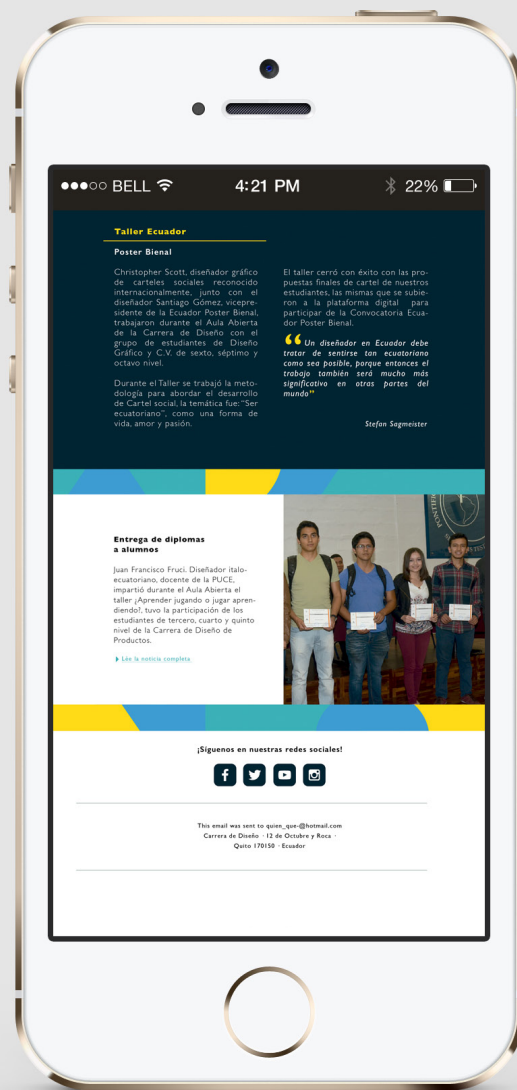 BELL
4:21 PM
22%
Taller Ecuador
Poster Bienal
Christopher Scott, diseñador gráfico
de carteles sociales reconocido
internacionalmente, junto con el
diseñador Santiago Gómez, vicepre-
sidente de la Ecuador Poster Bienal,
trabajaron durante el Aula Abierta
de la Carrera de Diseño con el
grupo de estudiantes de Diseño
Gráfico y C.V. de sexto, séptimo y
octavo nivel.
Durante el Taller se trabajó la meto-
dología para abordar el desarrollo
de Cartel social, la temática fue: “Ser
ecuatoriano”, como una forma de
vida, amor y pasión.
El taller cerró con éxito con las pro-
puestas finales de cartel de nuestros
estudiantes, las mismas que se subie-
ron a la plataforma digital para
participar de la Convocatoria Ecua-
dor Poster Bienal.
“Un diseñador en Ecuador debe
tratar de sentirse tan ecuatoriano
como sea posible, porque entonces el
trabajo también será mucho más
significativo en otras partes del
mundo”
Stefan Sagmeister
Entrega de diplomas
a alumnos
Juan Francisco Fruci. Diseñador italo-
ecuatoriano, docente de la PUCE,
impartió durante el Aula Abierta el
taller ¿Aprender jugando o jugar apren-
diendo?, tuvo la participación de los
estudiantes de tercero, cuarto y quinto
nivel de la Carrera de Diseño de
Productos.
Lée la noticia completa
¡Síguenos en nuestras redes sociales!
This email was sent to quien_que-@hotmail.com
Carrera de Diseño · 12 de Octubre y Roca ·
Quito 170150 · Ecuador